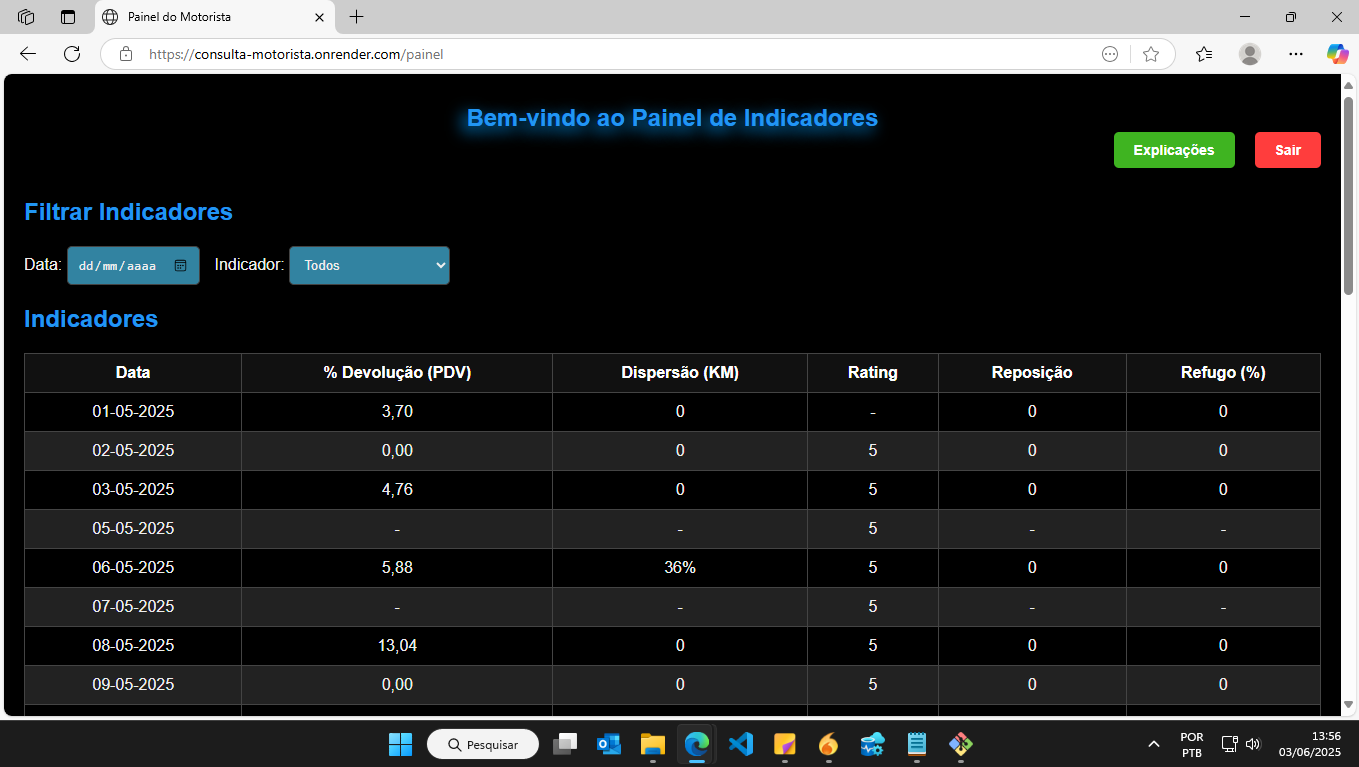 Painel do Motorista
https://consulta-motorista.onrender.com/painel
Bem-vindo ao Painel de Indicadores
Explicações Sair
Filtrar Indicadores
Data: dd/mm/aaaa Indicador: Todos
Indicadores
Data % Devolução (PDV) Dispersão (KM) Rating Reposição Refugo (%)
01-05-2025 3,70 0 - 0 0
02-05-2025 0,00 0 5 0 0
03-05-2025 4,76 0 5 0 0
05-05-2025 - - 5 - -
06-05-2025 5,88 36% 5 0 0
07-05-2025 - - 5 - -
08-05-2025 13,04 0 5 0 0
09-05-2025 0,00 0 5 0 0
Pesquisar
POR
PTB
13:56
03/06/2025